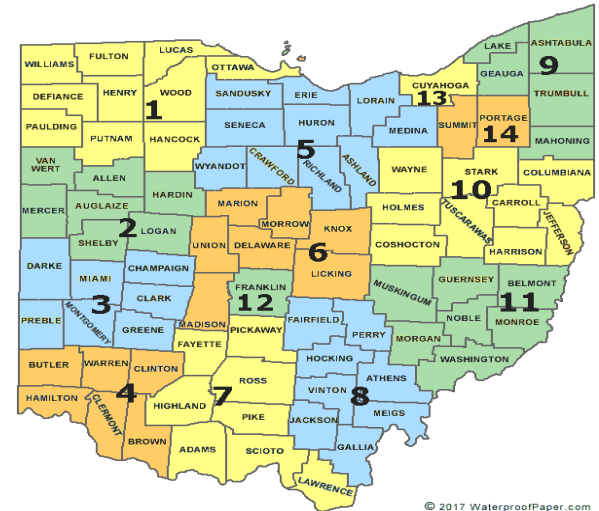 LAKE
ASHTABULA
LUCAS
FULTON
WILLIAMS
OTTAWA
GEAUGA
9
CUYAHOGA
13
DEFIANCE
HENRY
WOOD
SANDUSKY
ERIE
LORAIN
TRUMBULL
1
PAULDING
SENECA
HURON
MEDINA
SUMMIT
PORTAGE
14
PUTNAM
HANCOCK
MAHONING
5
VAN
WERT
WYANDOT
CRAWFORD
RICHLAND
ASHLAND
WAYNE
STARK
COLUMBIANA
ALLEN
10
HARDIN
MERCER
AUGLAIZE
MARION
MORROW
HOLMES
TUSCARAWAS
CARROLL
JEFFERSON
2
LOGAN
KNOX
SHELBY
UNION
DELAWARE
6
COSHOCTON
HARRISON
DARKE
MIAMI
CHAMPAIGN
LICKING
FRANKLIN
12
MUSKINGUM
GUERNSEY
BELMONT
11
3
CLARK
PREBLE
MONTGOMERY
GREENE
MADISON
PICKAWAY
FAIRFIELD
PERRY
NOBLE
MONROE
MORGAN
FAYETTE
HOCKING
WASHINGTON
BUTLER
WARREN
CLINTON
ROSS
ATHENS
4
7
VINTON
8
HAMILTON
CLERMONT
HIGHLAND
PIKE
MEIGS
JACKSON
BROWN
ADAMS
SCIOTO
GALLIA
LAWRENCE
© 2017 WaterproofPaper.com